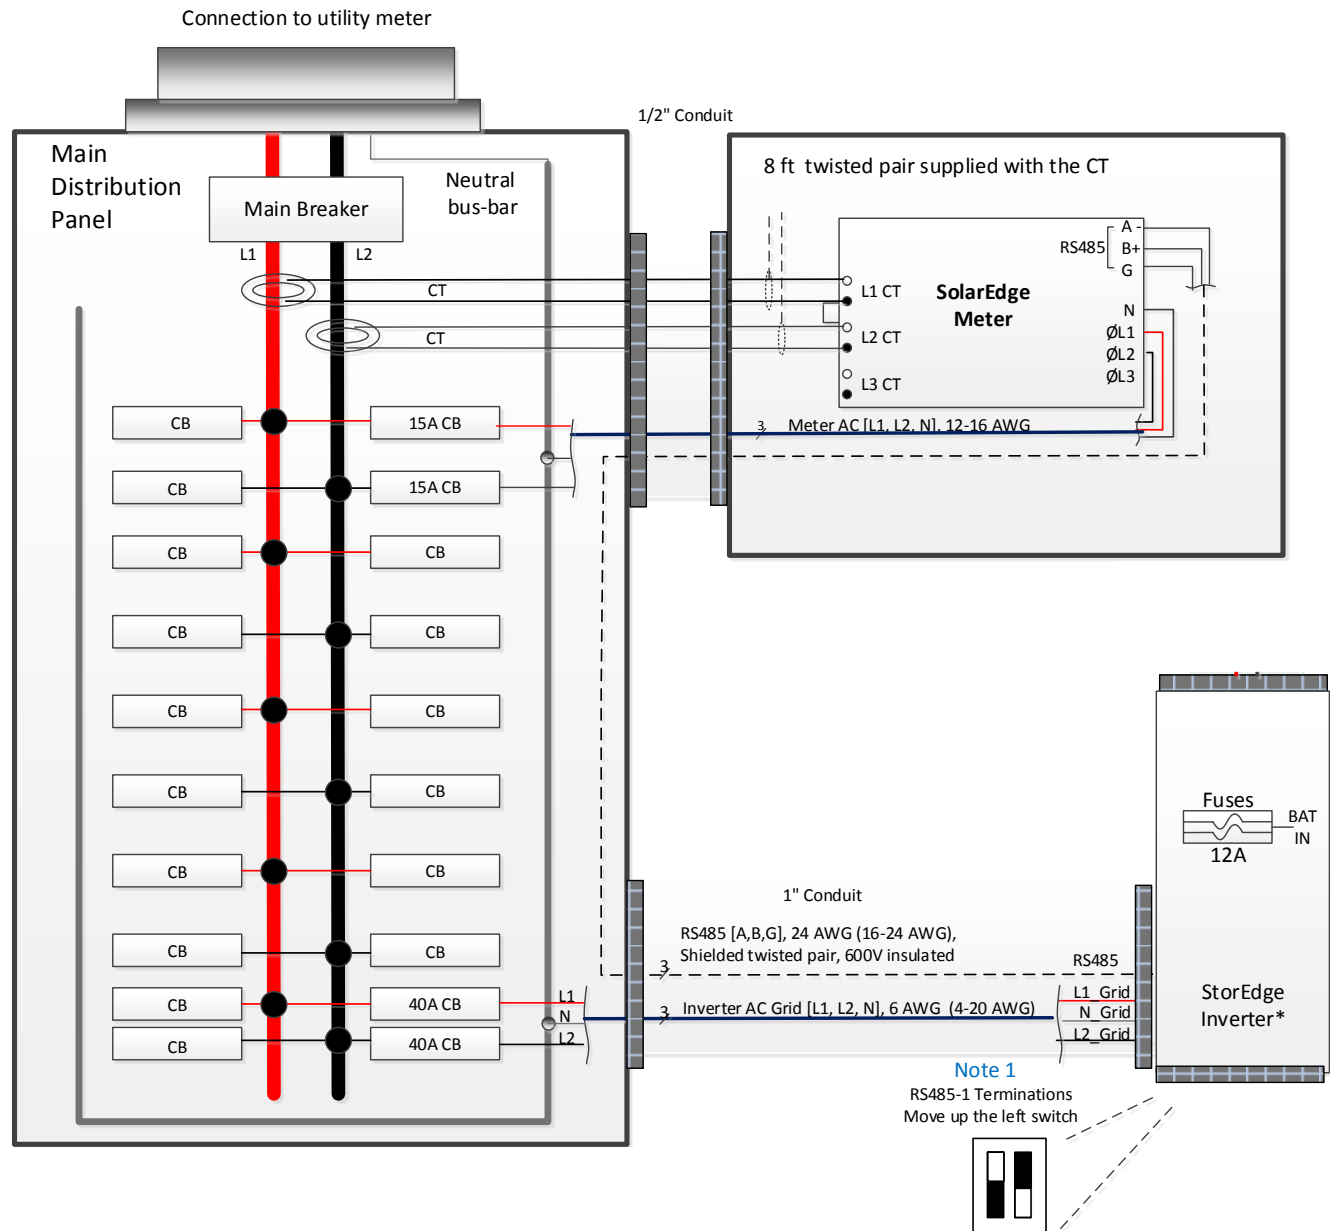 Connection to utility meter
1/2" Conduit
Main
Distribution
Panel
Neutral
bus-bar
Main Breaker
L1
L2
CT
CT
8 ft  twisted pair supplied with the CT
RS485
A -
B+
G
L1 CT
SolarEdge
Meter
N
ØL1
L2 CT
ØL2
L3 CT
ØL3
3
Meter AC [L1, L2, N], 12-16 AWG
CB
15A CB
CB
15A CB
CB
CB
CB
CB
CB
CB
CB
CB
CB
CB
CB
CB
CB
40A CB
CB
40A CB
L1
N
L2
1" Conduit
RS485 [A,B,G], 24 AWG (16-24 AWG),
Shielded twisted pair, 600V insulated
3
RS485
3
Inverter AC Grid [L1, L2, N], 6 AWG  (4-20 AWG)
L1_Grid
N_Grid
L2_Grid
Fuses
12A
BAT
IN
StorEdge
Inverter*
Note 1
RS485-1 Terminations
Move up the left switch